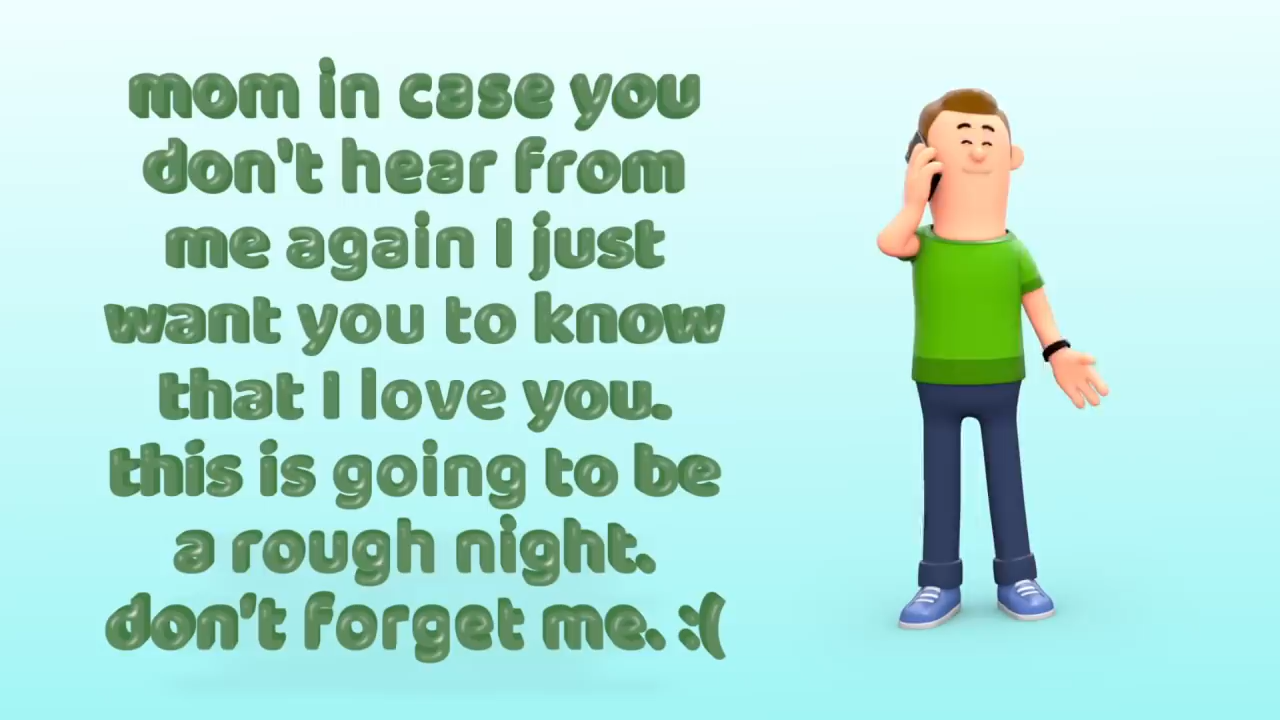 mom in case you
don't hear from
me again I just
want you to know
that I love you.
this is going to be
a rough night.
don't forget me. :(